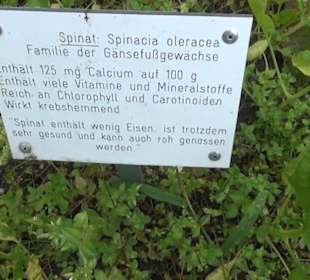 Spinat: Spinacia oleracea
Familie der Gänsefußgewächse
Enthält 125 mg Calcium auf 100 g
Enthält viele Vitamine und Mineralstoffe
Reich an Chlorophyll und Carotinoiden
Wirkt krebshemmend
"Spinat enthält wenig Eisen, ist trotzdem
sehr gesund und kann auch roh genossen
werden."